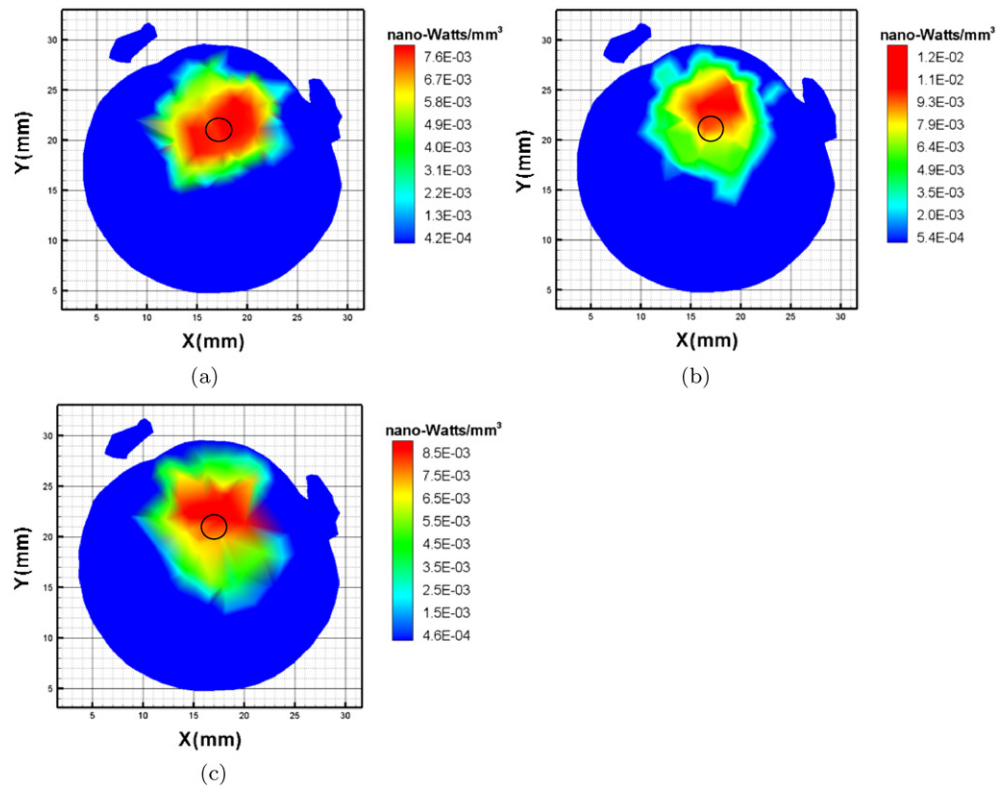 nano-Watts/mm³
7.6E-03
6.7E-03
5.8E-03
4.9E-03
4.0E-03
3.1E-03
2.2E-03
1.3E-03
4.2E-04
Y(mm)
30
25
20
15
10
5
5 10 15 20 25 30
X(mm)
(a)
nano-Watts/mm³
1.2E-02
1.1E-02
9.3E-03
7.9E-03
6.4E-03
4.9E-03
3.5E-03
2.0E-03
5.4E-04
Y(mm)
30
25
20
15
10
5
5 10 15 20 25 30
X(mm)
(b)
nano-Watts/mm³
8.5E-03
7.5E-03
6.5E-03
5.5E-03
4.5E-03
3.5E-03
2.5E-03
1.5E-03
4.6E-04
Y(mm)
30
25
20
15
10
5
5 10 15 20 25 30
X(mm)
(c)